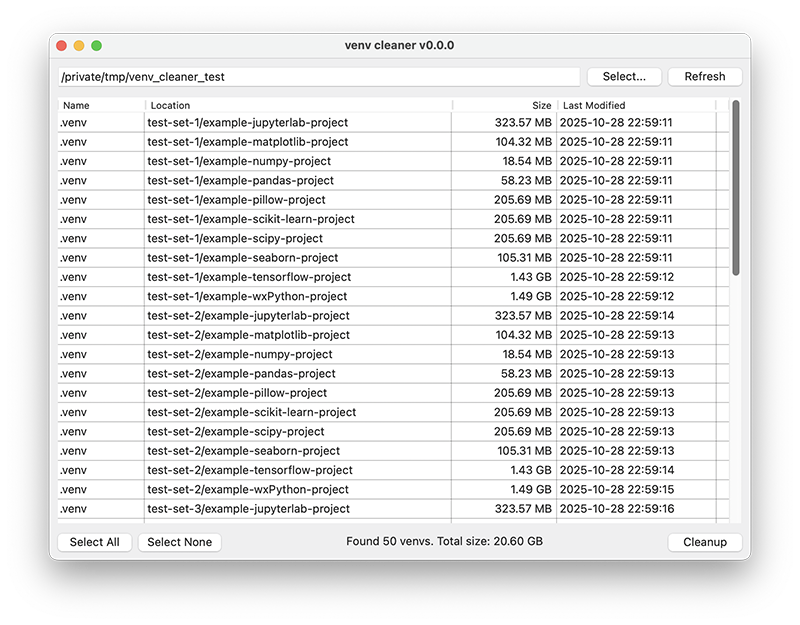 venv cleaner v0.0.0
/private/tmp/venv_cleaner_test Select... Refresh
Name Location Size Last Modified
.venv test-set-1/example-jupyterlab-project 323.57 MB 2025-10-28 22:59:11
.venv test-set-1/example-matplotlib-project 104.32 MB 2025-10-28 22:59:11
.venv test-set-1/example-numpy-project 18.54 MB 2025-10-28 22:59:11
.venv test-set-1/example-pandas-project 58.23 MB 2025-10-28 22:59:11
.venv test-set-1/example-pillow-project 205.69 MB 2025-10-28 22:59:11
.venv test-set-1/example-scikit-learn-project 205.69 MB 2025-10-28 22:59:11
.venv test-set-1/example-scipy-project 205.69 MB 2025-10-28 22:59:11
.venv test-set-1/example-seaborn-project 105.31 MB 2025-10-28 22:59:11
.venv test-set-1/example-tensorflow-project 1.43 GB 2025-10-28 22:59:12
.venv test-set-1/example-wxPython-project 1.49 GB 2025-10-28 22:59:12
.venv test-set-2/example-jupyterlab-project 323.57 MB 2025-10-28 22:59:14
.venv test-set-2/example-matplotlib-project 104.32 MB 2025-10-28 22:59:13
.venv test-set-2/example-numpy-project 18.54 MB 2025-10-28 22:59:13
.venv test-set-2/example-pandas-project 58.23 MB 2025-10-28 22:59:13
.venv test-set-2/example-pillow-project 205.69 MB 2025-10-28 22:59:13
.venv test-set-2/example-scikit-learn-project 205.69 MB 2025-10-28 22:59:13
.venv test-set-2/example-scipy-project 205.69 MB 2025-10-28 22:59:13
.venv test-set-2/example-seaborn-project 105.31 MB 2025-10-28 22:59:13
.venv test-set-2/example-tensorflow-project 1.43 GB 2025-10-28 22:59:14
.venv test-set-2/example-wxPython-project 1.49 GB 2025-10-28 22:59:15
.venv test-set-3/example-jupyterlab-project 323.57 MB 2025-10-28 22:59:16
Select All Select None Found 50 venvs. Total size: 20.60 GB Cleanup